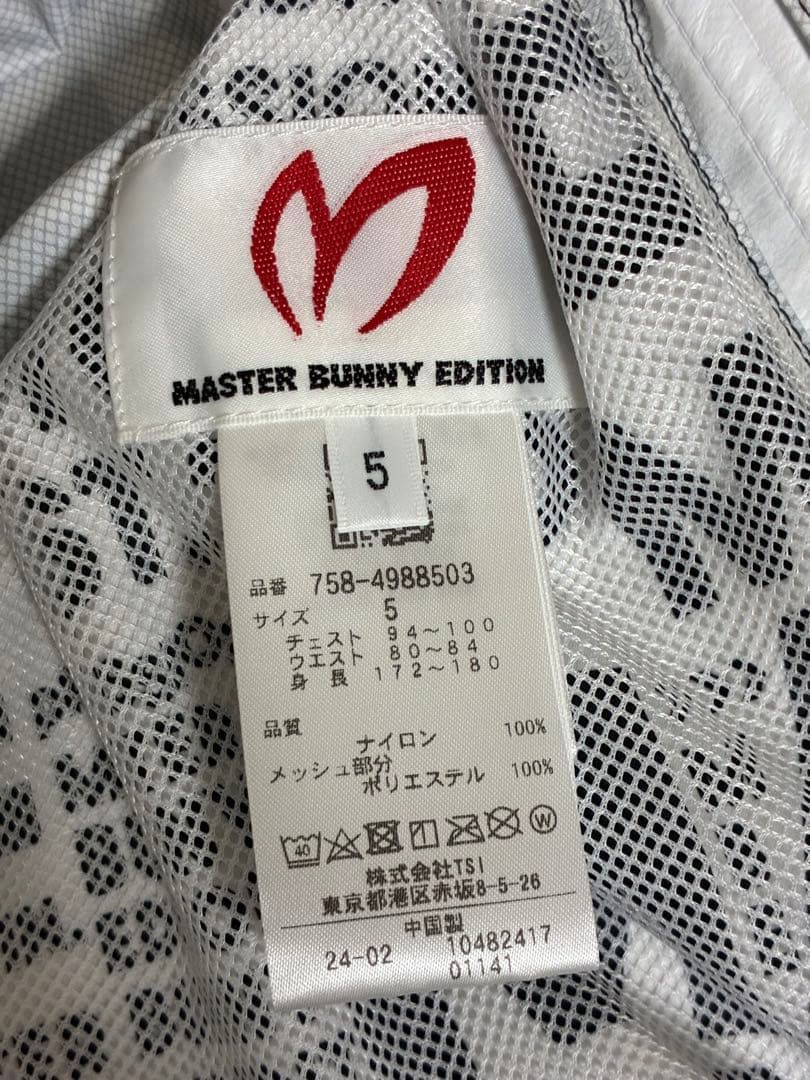 MASTER BUNNY EDITION
5
品番 758-4988503
サイズ 5
チェスト 94～100
ウエスト 80～84
身長 172～180
品質
ナイロン 100%
メッシュ部分
ポリエステル 100%
40 W
株式会社TSI
東京都港区赤坂8-5-26
中国製
24-02 10482417
01141